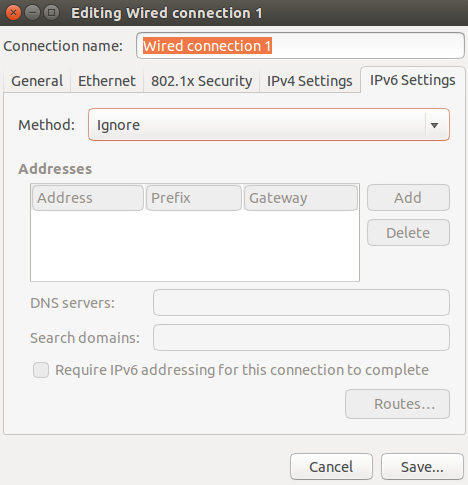 Editing Wired connection 1
Connection name: Wired connection 1
General Ethernet 802.1x Security IPv4 Settings IPv6 Settings
Method: Ignore
Addresses
Address Prefix Gateway Add
Delete
DNS servers:
Search domains:
Require IPv6 addressing for this connection to complete
Routes…
Cancel Save...